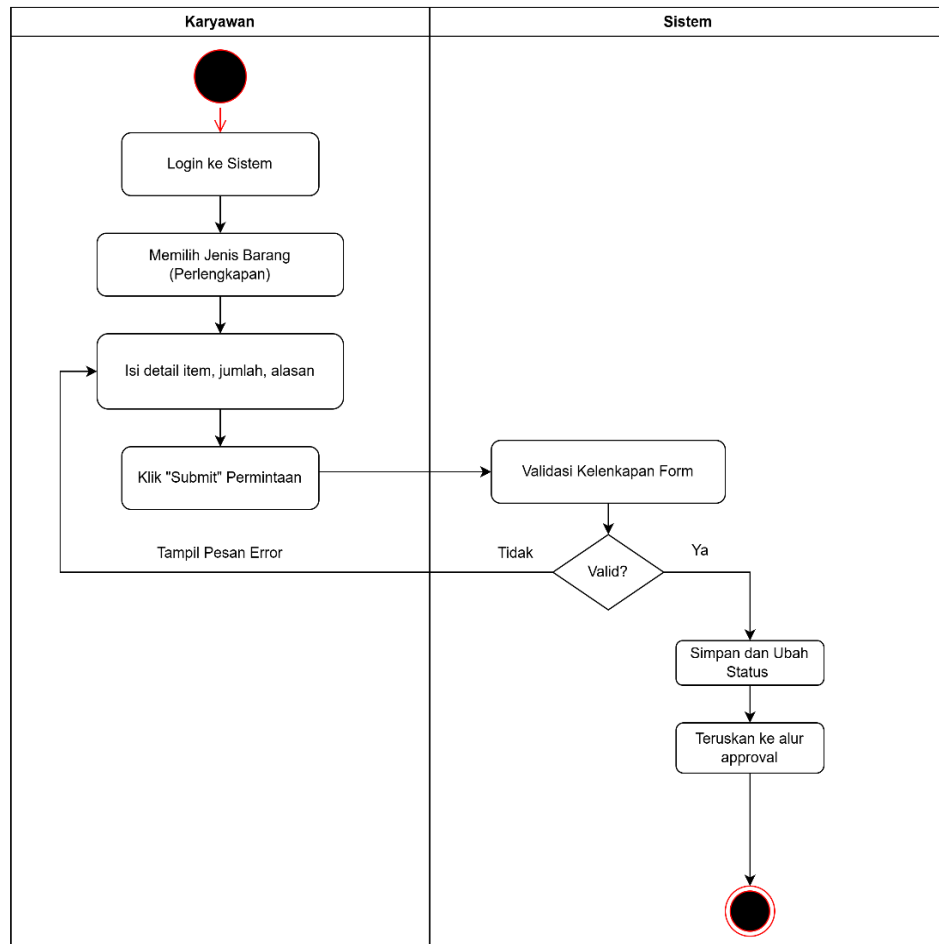 Karyawan
Sistem
Login ke Sistem
Memilih Jenis Barang
(Perlengkapan)
Isi detail item, jumlah, alasan
Klik "Submit" Permintaan
Validasi Kelenkapan Form
Tampil Pesan Error
Tidak
Valid?
Ya
Simpan dan Ubah
Status
Teruskan ke alur
approval